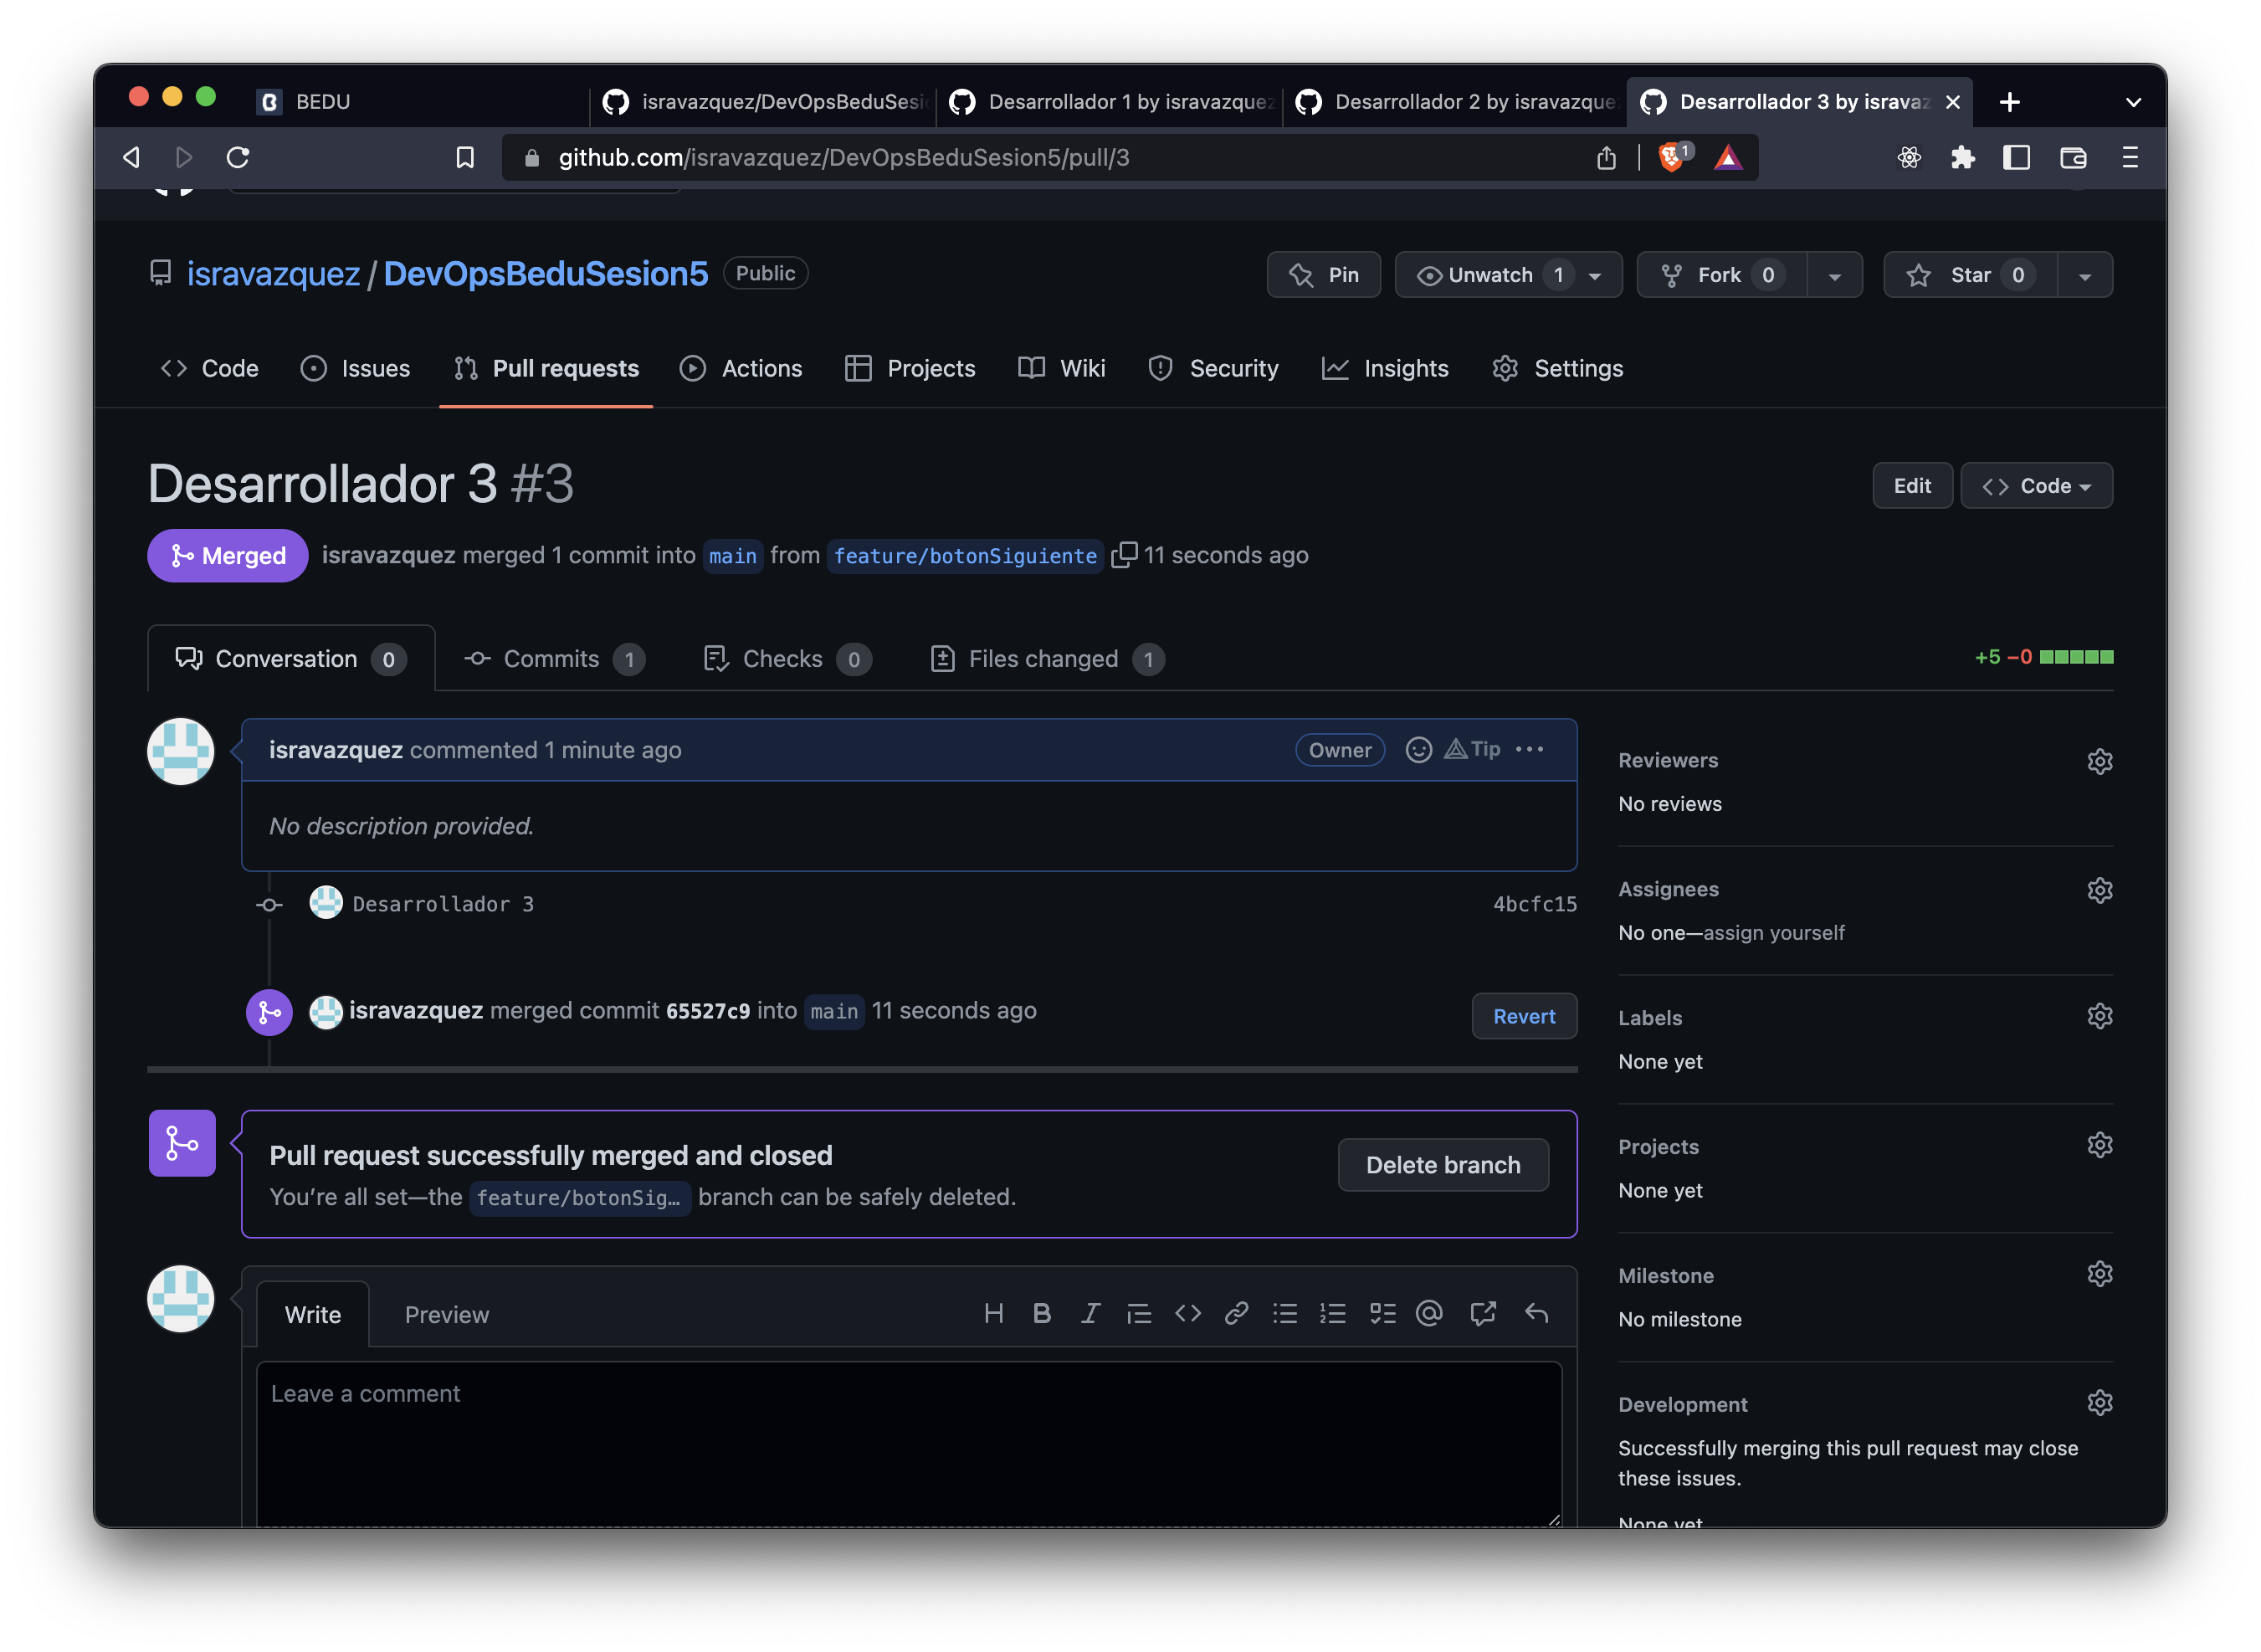 BEDU
isravazquez/DevOpsBeduSesi
Desarrollador 1 by isravazquez
Desarrollador 2 by isravazque
Desarrollador 3 by isravaz
github.com/isravazquez/DevOpsBeduSesion5/pull/3
1
isravazquez / DevOpsBeduSesion5 Public
Pin
Unwatch 1
Fork 0
Star 0
Code
Issues
Pull requests
Actions
Projects
Wiki
Security
Insights
Settings
Desarrollador 3 #3
Edit
<> Code
Merged
isravazquez merged 1 commit into main from feature/botonSiguiente 11 seconds ago
Conversation 0
Commits 1
Checks 0
Files changed 1
+5 −0
isravazquez commented 1 minute ago
Owner
Tip
No description provided.
Desarrollador 3
4bcfc15
isravazquez merged commit 65527c9 into main 11 seconds ago
Revert
Pull request successfully merged and closed
You’re all set—the feature/botonSig… branch can be safely deleted.
Delete branch
Write
Preview
Leave a comment
Reviewers
No reviews
Assignees
No one—assign yourself
Labels
None yet
Projects
None yet
Milestone
No milestone
Development
Successfully merging this pull request may close
these issues.
None yet